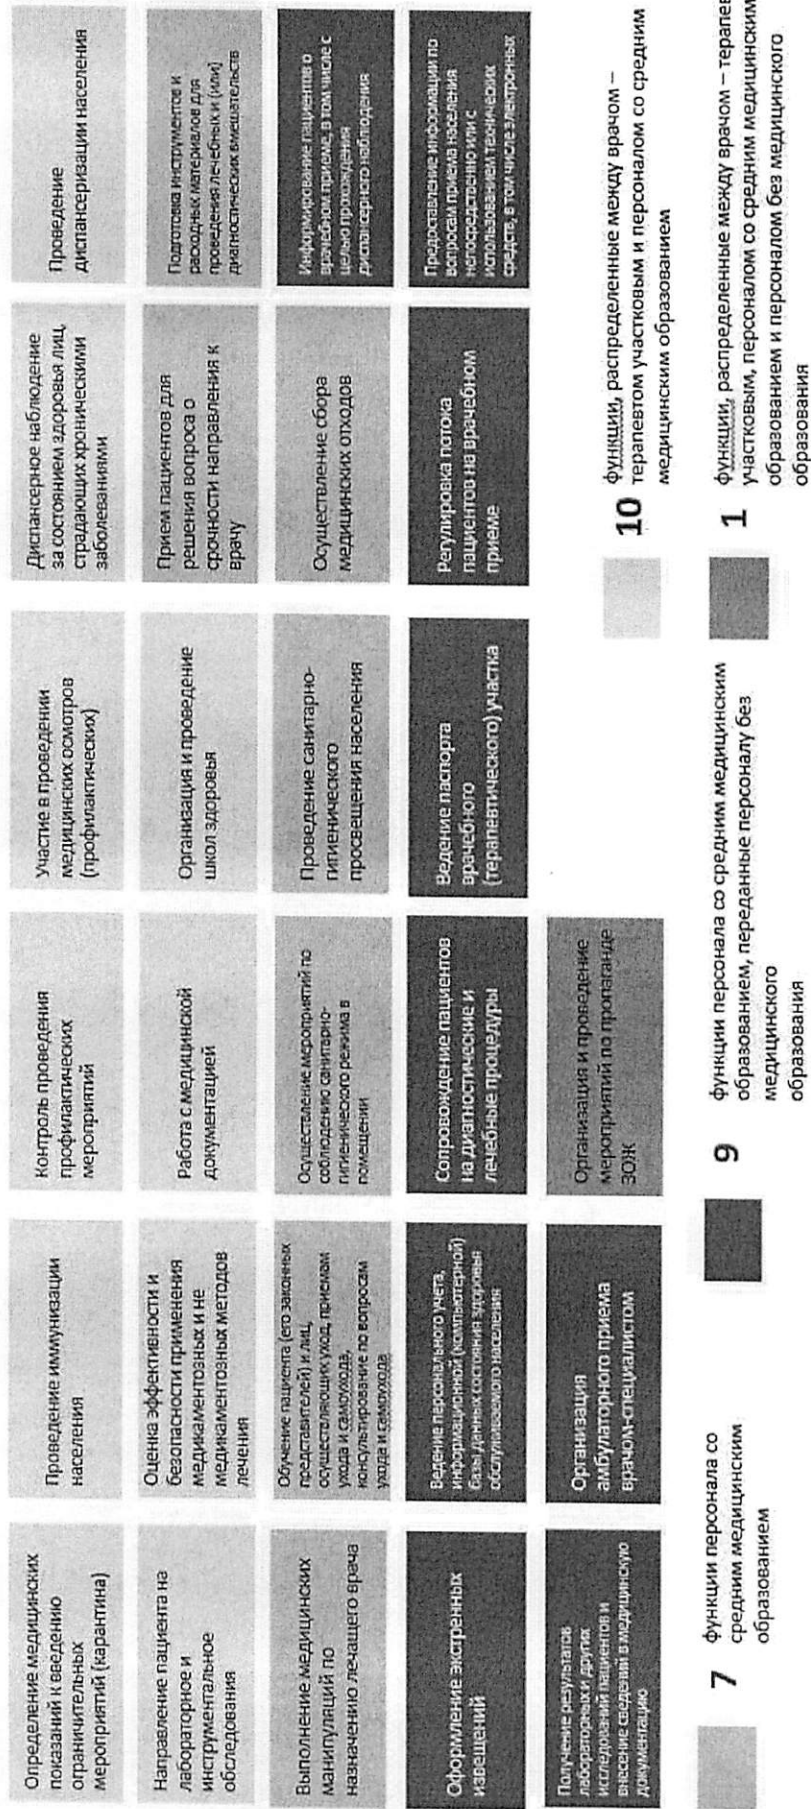 Определение медицинских
показаний к введению
ограничительных
мероприятий (карантина)
Проведение иммунизации
населения
Контроль проведения
профилактических
мероприятий
Участие в проведении
медицинских осмотров
(профилактических)
Диспансерное наблюдение
за состоянием здоровья лиц,
страдающих хроническими
заболеваниями
Проведение
диспансеризации населения
Направление пациента на
лабораторное и
инструментальное
обследования
Оценка эффективности и
безопасности применения
медикаментозных и не
медикаментозных методов
лечения
Работа с медицинской
документацией
Организация и проведение
школ здоровья
Прием пациентов для
решения вопроса о
срочности направления к
врачу
Подготовка инструментов и
расходных материалов для
проведения лечебных и (или)
диагностических вмешательств
Выполнение медицинских
манипуляций по
назначению лечащего врача
Обучение пациента (его законных
представителей) и лиц,
осуществляющих уход, приемам
ухода и самоухода,
консультирование по вопросам
ухода и самоухода
Осуществление мероприятий по
соблюдению санитарно-
гигиенического режима в
помещении
Проведение санитарно-
гигиенического
просвещения населения
Осуществление сбора
медицинских отходов
Информирование пациентов о
врачебном приеме, в том числе с
целью прохождения
диспансерного наблюдения
Оформление экстренных
извещений
Ведение персонального учета,
информационной (компьютерной)
базы данных состояния здоровья
обслуживаемого населения
Сопровождение пациентов
на диагностические и
лечебные процедуры
Ведение паспорта
врачебного
(терапевтического) участка
Регулировка потока
пациентов на врачебном
приеме
Предоставление информации по
вопросам приема населения
непосредственно или с
использованием технических
средств, в том числе электронных
Получение результатов
лабораторных и других
исследований пациентов и
внесение сведений в медицинскую
документацию
Организация
амбулаторного приема
врачом-специалистом
Организация и проведение
мероприятий по пропаганде
ЗОЖ
10 функции, распределенные между врачом –
терапевтом участковым и персоналом со средним
медицинским образованием
7 функции персонала со
средним медицинским
образованием
9 функции персонала со средним медицинским
образованием, переданные персоналу без
медицинского
образования
1 функции, распределенные между врачом – терапев
участковым, персоналом со средним медицинским
образованием и персоналом без медицинского
образования